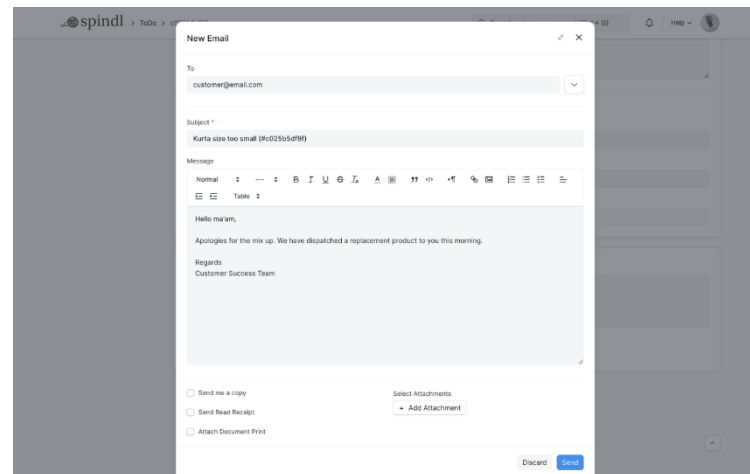 spindl > ToDo >
Help
New Email
To
customer@email.com
Subject *
Kurta size too small (#c025b5df9f)
Message
Normal --- B I U S Tx A
Table
Hello ma'am,
Apologies for the mix up. We have dispatched a replacement product to you this morning.
Regards
Customer Success Team
Send me a copy
Select Attachments
Send Read Receipt
+ Add Attachment
Attach Document Print
Discard Send